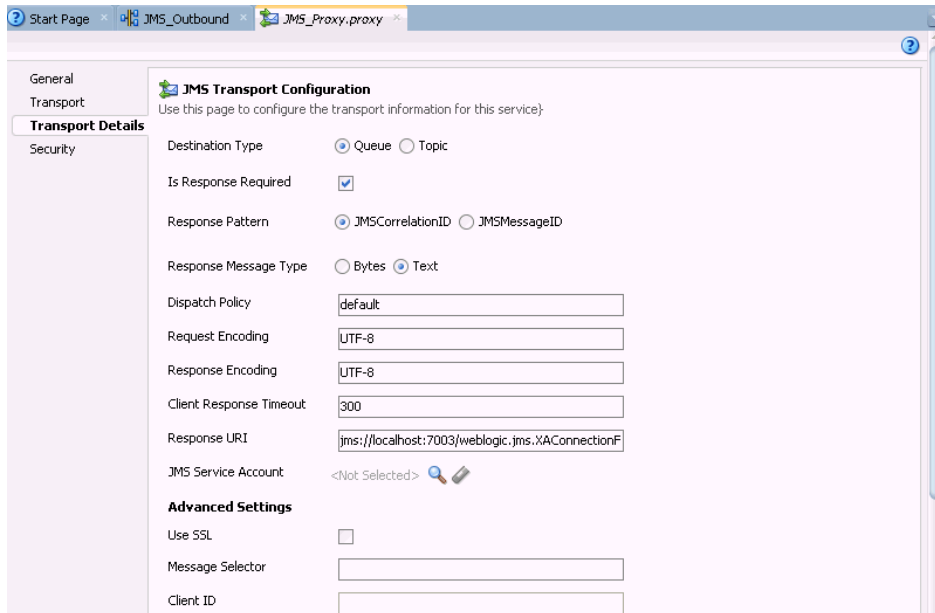 Start Page
JMS_Outbound
JMS_Proxy.proxy
General
Transport
Transport Details
Security
JMS Transport Configuration
Use this page to configure the transport information for this service}
Destination Type Queue Topic
Is Response Required
Response Pattern JMSCorrelationID JMSMessageID
Response Message Type Bytes Text
Dispatch Policy default
Request Encoding UTF-8
Response Encoding UTF-8
Client Response Timeout 300
Response URI jms://localhost:7003/weblogic.jms.XAConnectionF
JMS Service Account <Not Selected>
Advanced Settings
Use SSL
Message Selector
Client ID